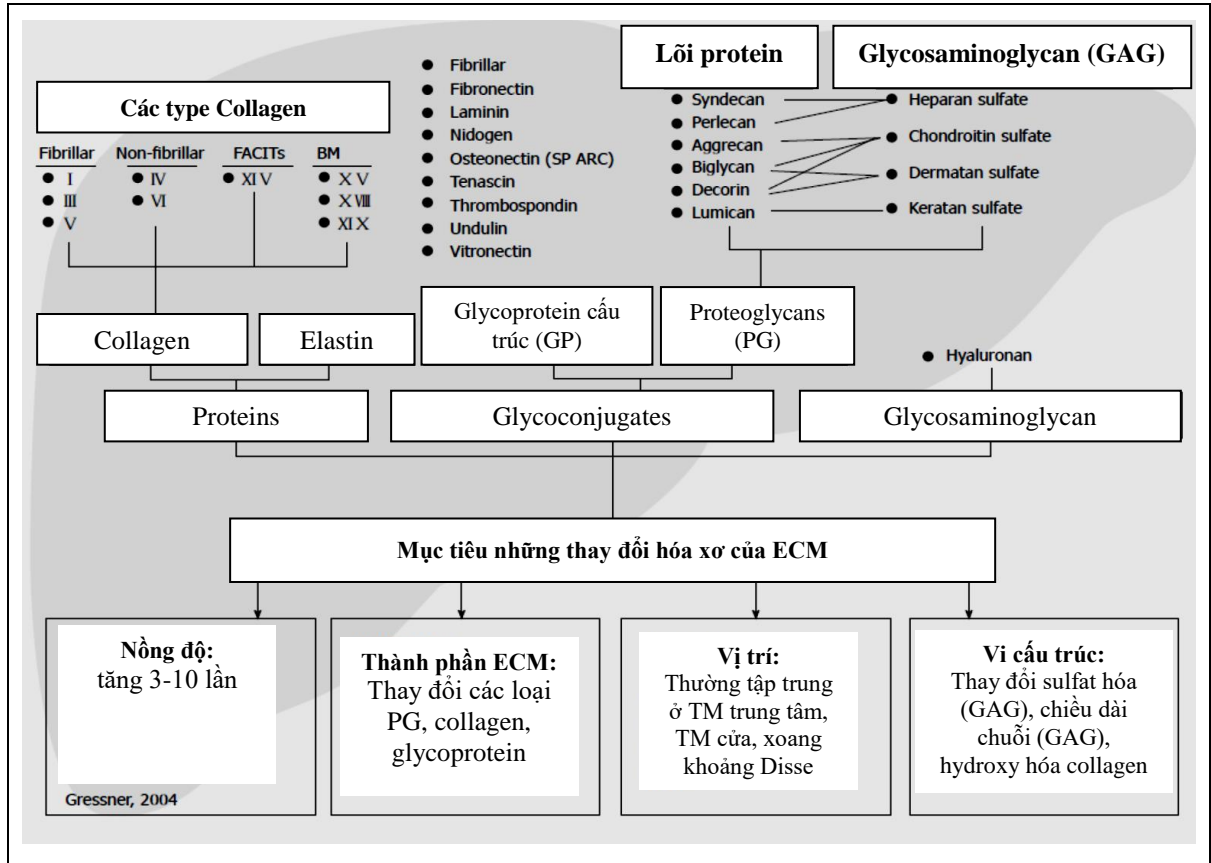 Các type Collagen
Fibrillar
I
III
V
Non-fibrillar
IV
VI
FACITs
XI V
BM
X V
X VIII
XI X
Fibrillar
Fibronectin
Laminin
Nidogen
Osteonectin (SP ARC)
Tenascin
Thrombospondin
Undulin
Vitronectin
Lõi protein
Syndecan
Perlecan
Aggrecan
Biglycan
Decorin
Lumican
Glycosaminoglycan (GAG)
Heparan sulfate
Chondroitin sulfate
Dermatan sulfate
Keratan sulfate
Collagen
Elastin
Glycoprotein cấu
trúc (GP)
Proteoglycans
(PG)
Hyaluronan
Proteins
Glycoconjugates
Glycosaminoglycan
Mục tiêu những thay đổi hóa xơ của ECM
Nồng độ:
tăng 3-10 lần
Thành phần ECM:
Thay đổi các loại
PG, collagen,
glycoprotein
Vị trí:
Thường tập trung
ở TM trung tâm,
TM cửa, xoang
khoảng Disse
Vi cấu trúc:
Thay đổi sulfat hóa
(GAG), chiều dài
chuỗi (GAG),
hydroxy hóa collagen
Gressner, 2004